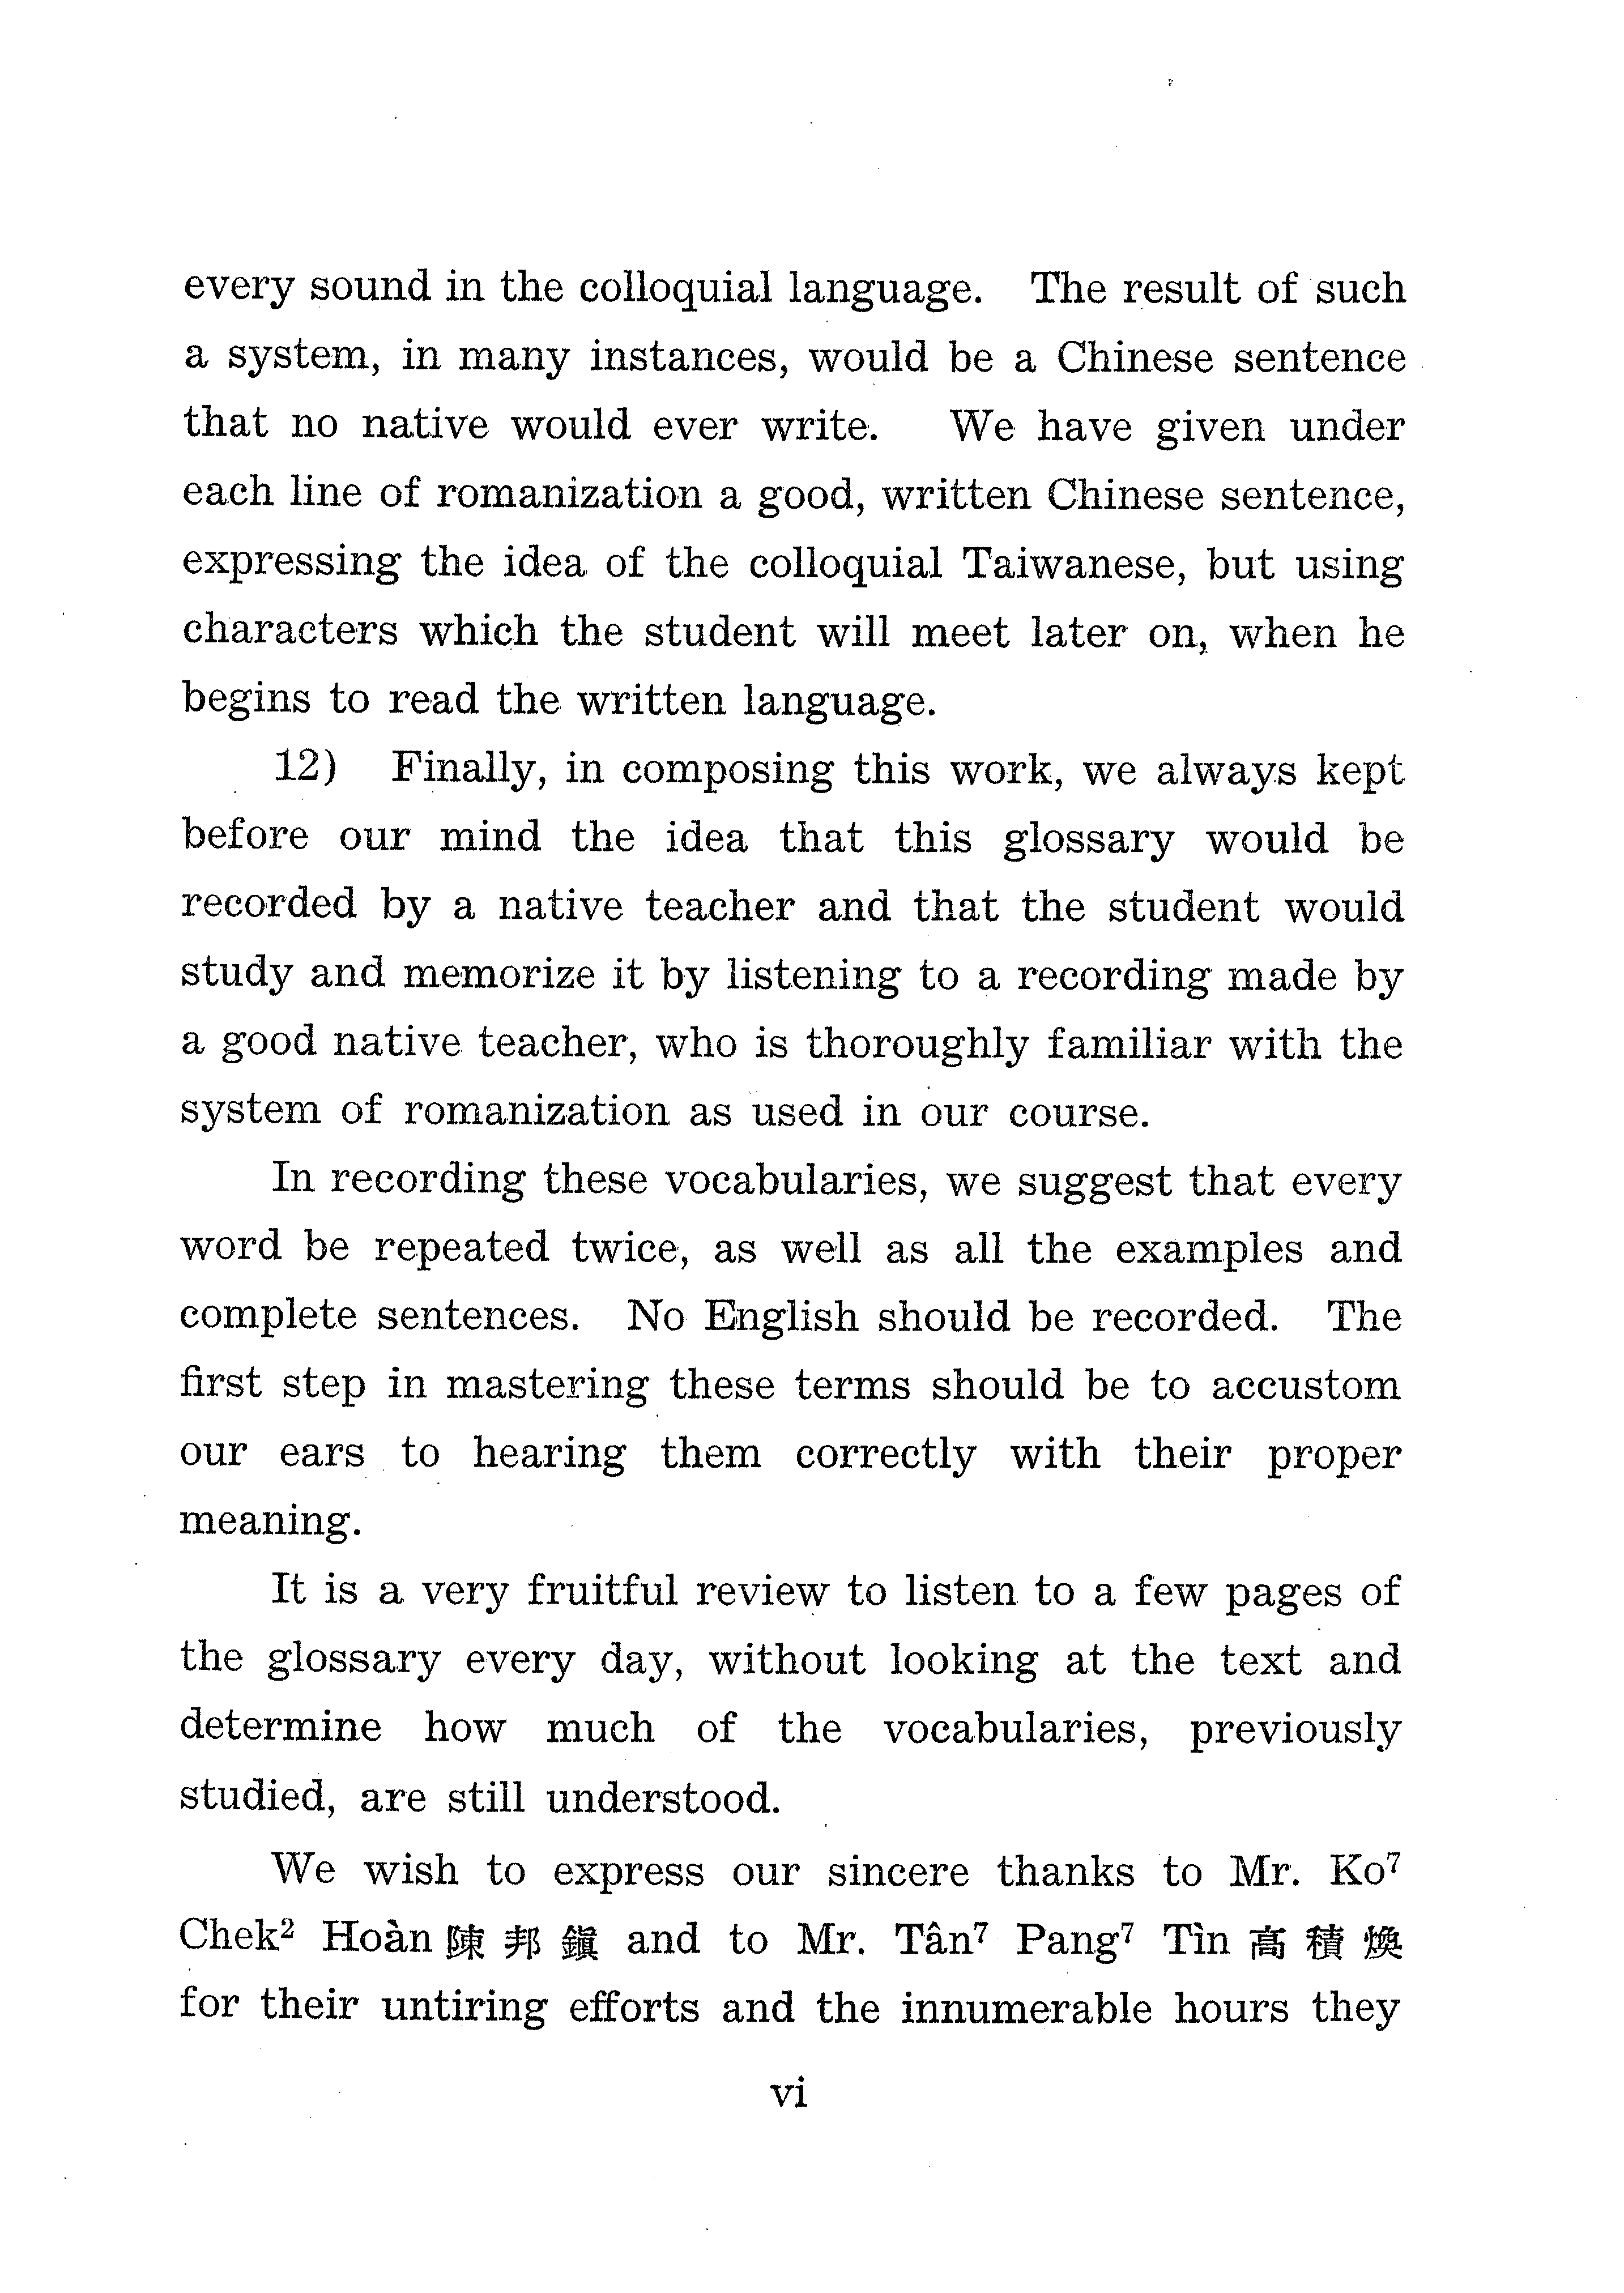 every sound in the colloquial language. The result of such
a system, in many instances, would be a Chinese sentence
that no native would ever write. We have given under
each line of romanization a good, written Chinese sentence,
expressing the idea of the colloquial Taiwanese, but using
characters which the student will meet later on, when he
begins to read the written language.
12) Finally, in composing this work, we always kept
before our mind the idea that this glossary would be
recorded by a native teacher and that the student would
study and memorize it by listening to a recording made by
a good native teacher, who is thoroughly familiar with the
system of romanization as used in our course.
In recording these vocabularies, we suggest that every
word be repeated twice, as well as all the examples and
complete sentences. No English should be recorded. The
first step in mastering these terms should be to accustom
our ears to hearing them correctly with their proper
meaning.
It is a very fruitful review to listen to a few pages of
the glossary every day, without looking at the text and
determine how much of the vocabularies, previously
studied, are still understood.
We wish to express our sincere thanks to Mr. Ko⁷
Chek² Hoàn 陳邦鎭 and to Mr. Tân⁷ Pang⁷ Tìn 高積煥
for their untiring efforts and the innumerable hours they
vi